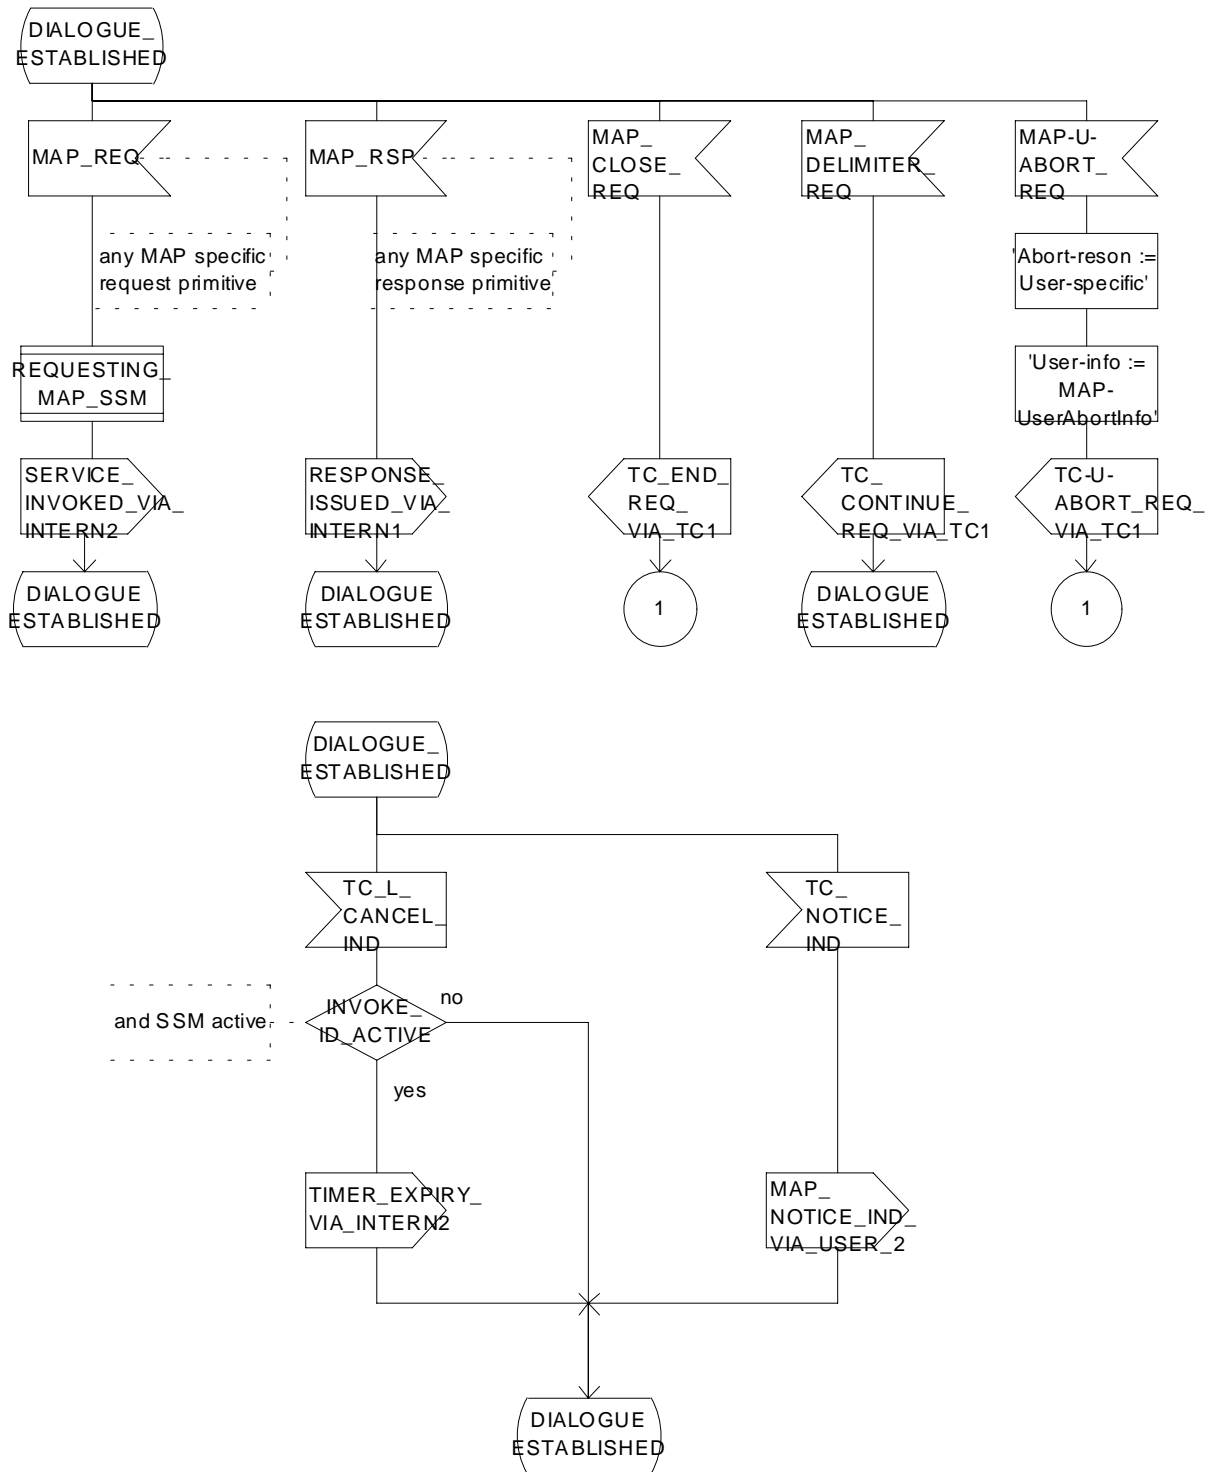 DIALOGUE_
ESTABLISHED
MAP_REQ
MAP_RSP
MAP_
CLOSE_
REQ
MAP_
DELIMITER_
REQ
MAP-U-
ABORT_
REQ
any MAP specific
request primitive
any MAP specific
response primitive
'Abort-reson :=
User-specific'
REQUESTING_
MAP_SSM
'User-info :=
MAP-
UserAbortInfo'
SERVICE_
INVOKED_VIA_
INTERN2
RESPONSE_
ISSUED_VIA_
INTERN1
TC_END_
REQ_
VIA_TC1
TC_
CONTINUE_
REQ_VIA_TC1
TC-U-
ABORT_REQ_
VIA_TC1
DIALOGUE
ESTABLISHED
DIALOGUE
ESTABLISHED
1
DIALOGUE
ESTABLISHED
1
DIALOGUE_
ESTABLISHED
TC_L_
CANCEL_
IND
TC_
NOTICE_
IND
and SSM active
INVOKE_
ID_ACTIVE
no
yes
TIMER_EXPIRY_
VIA_INTERN2
MAP_
NOTICE_IND_
VIA_USER_2
DIALOGUE
ESTABLISHED